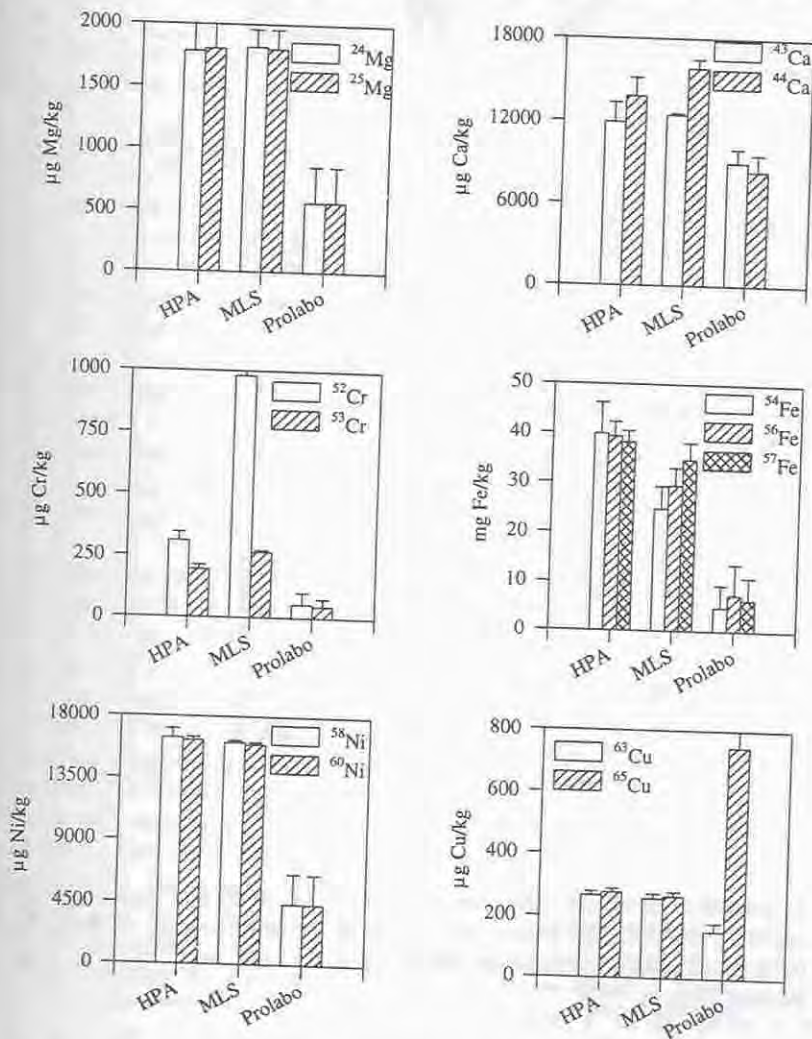 2000
1500
1000
500
0
µg Mg/kg
²⁴Mg
²⁵Mg
HPA
MLS
Prolabo
18000
12000
6000
0
µg Ca/kg
⁴³Ca
⁴⁴Ca
HPA
MLS
Prolabo
1000
750
500
250
0
µg Cr/kg
⁵²Cr
⁵³Cr
HPA
MLS
Prolabo
50
40
30
20
10
0
mg Fe/kg
⁵⁴Fe
⁵⁶Fe
⁵⁷Fe
HPA
MLS
Prolabo
18000
13500
9000
4500
0
µg Ni/kg
⁵⁸Ni
⁶⁰Ni
HPA
MLS
Prolabo
800
600
400
200
0
µg Cu/kg
⁶³Cu
⁶⁵Cu
HPA
MLS
Prolabo